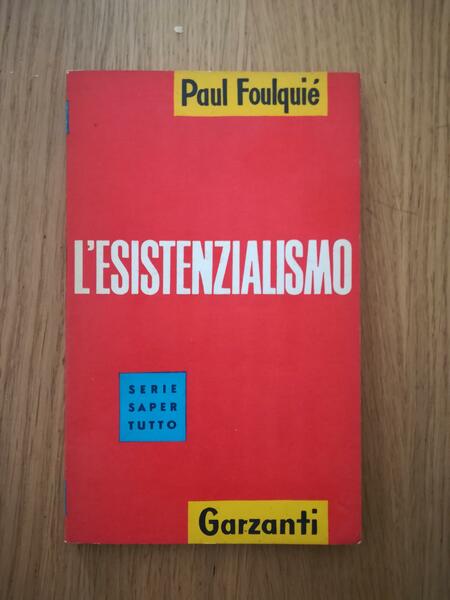 Paul Foulquié
L'ESISTENZIALISMO
SERIE
SAPER
TUTTO
Garzanti